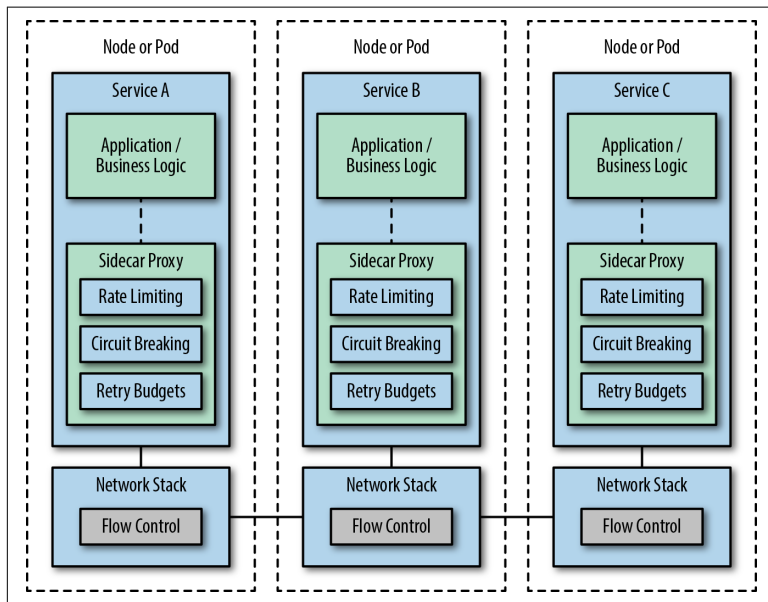 Node or Pod
Service A
Application /
Business Logic
Sidecar Proxy
Rate Limiting
Circuit Breaking
Retry Budgets
Network Stack
Flow Control
Node or Pod
Service B
Application /
Business Logic
Sidecar Proxy
Rate Limiting
Circuit Breaking
Retry Budgets
Network Stack
Flow Control
Node or Pod
Service C
Application /
Business Logic
Sidecar Proxy
Rate Limiting
Circuit Breaking
Retry Budgets
Network Stack
Flow Control